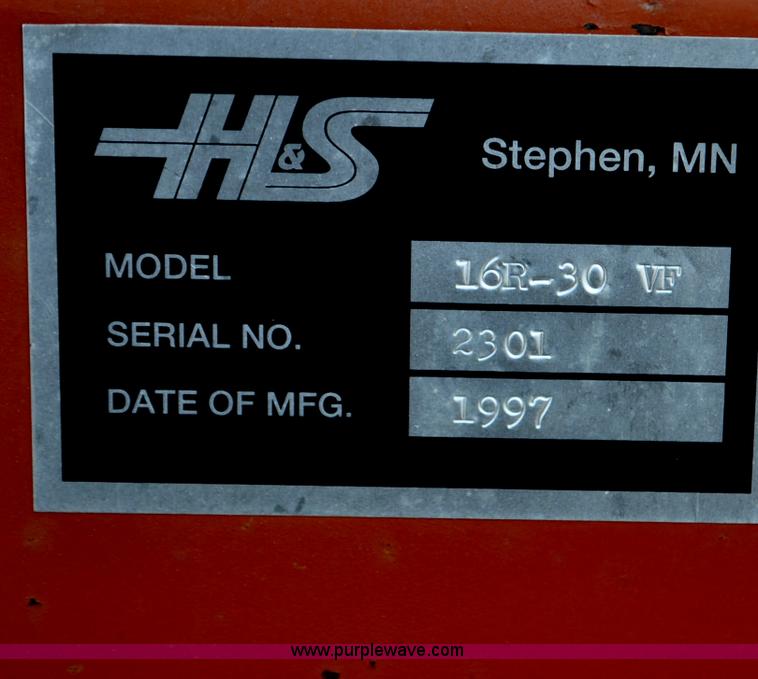 H&S
Stephen, MN
MODEL 16R-30 VF
SERIAL NO. 2301
DATE OF MFG. 1997
www.purplewave.com